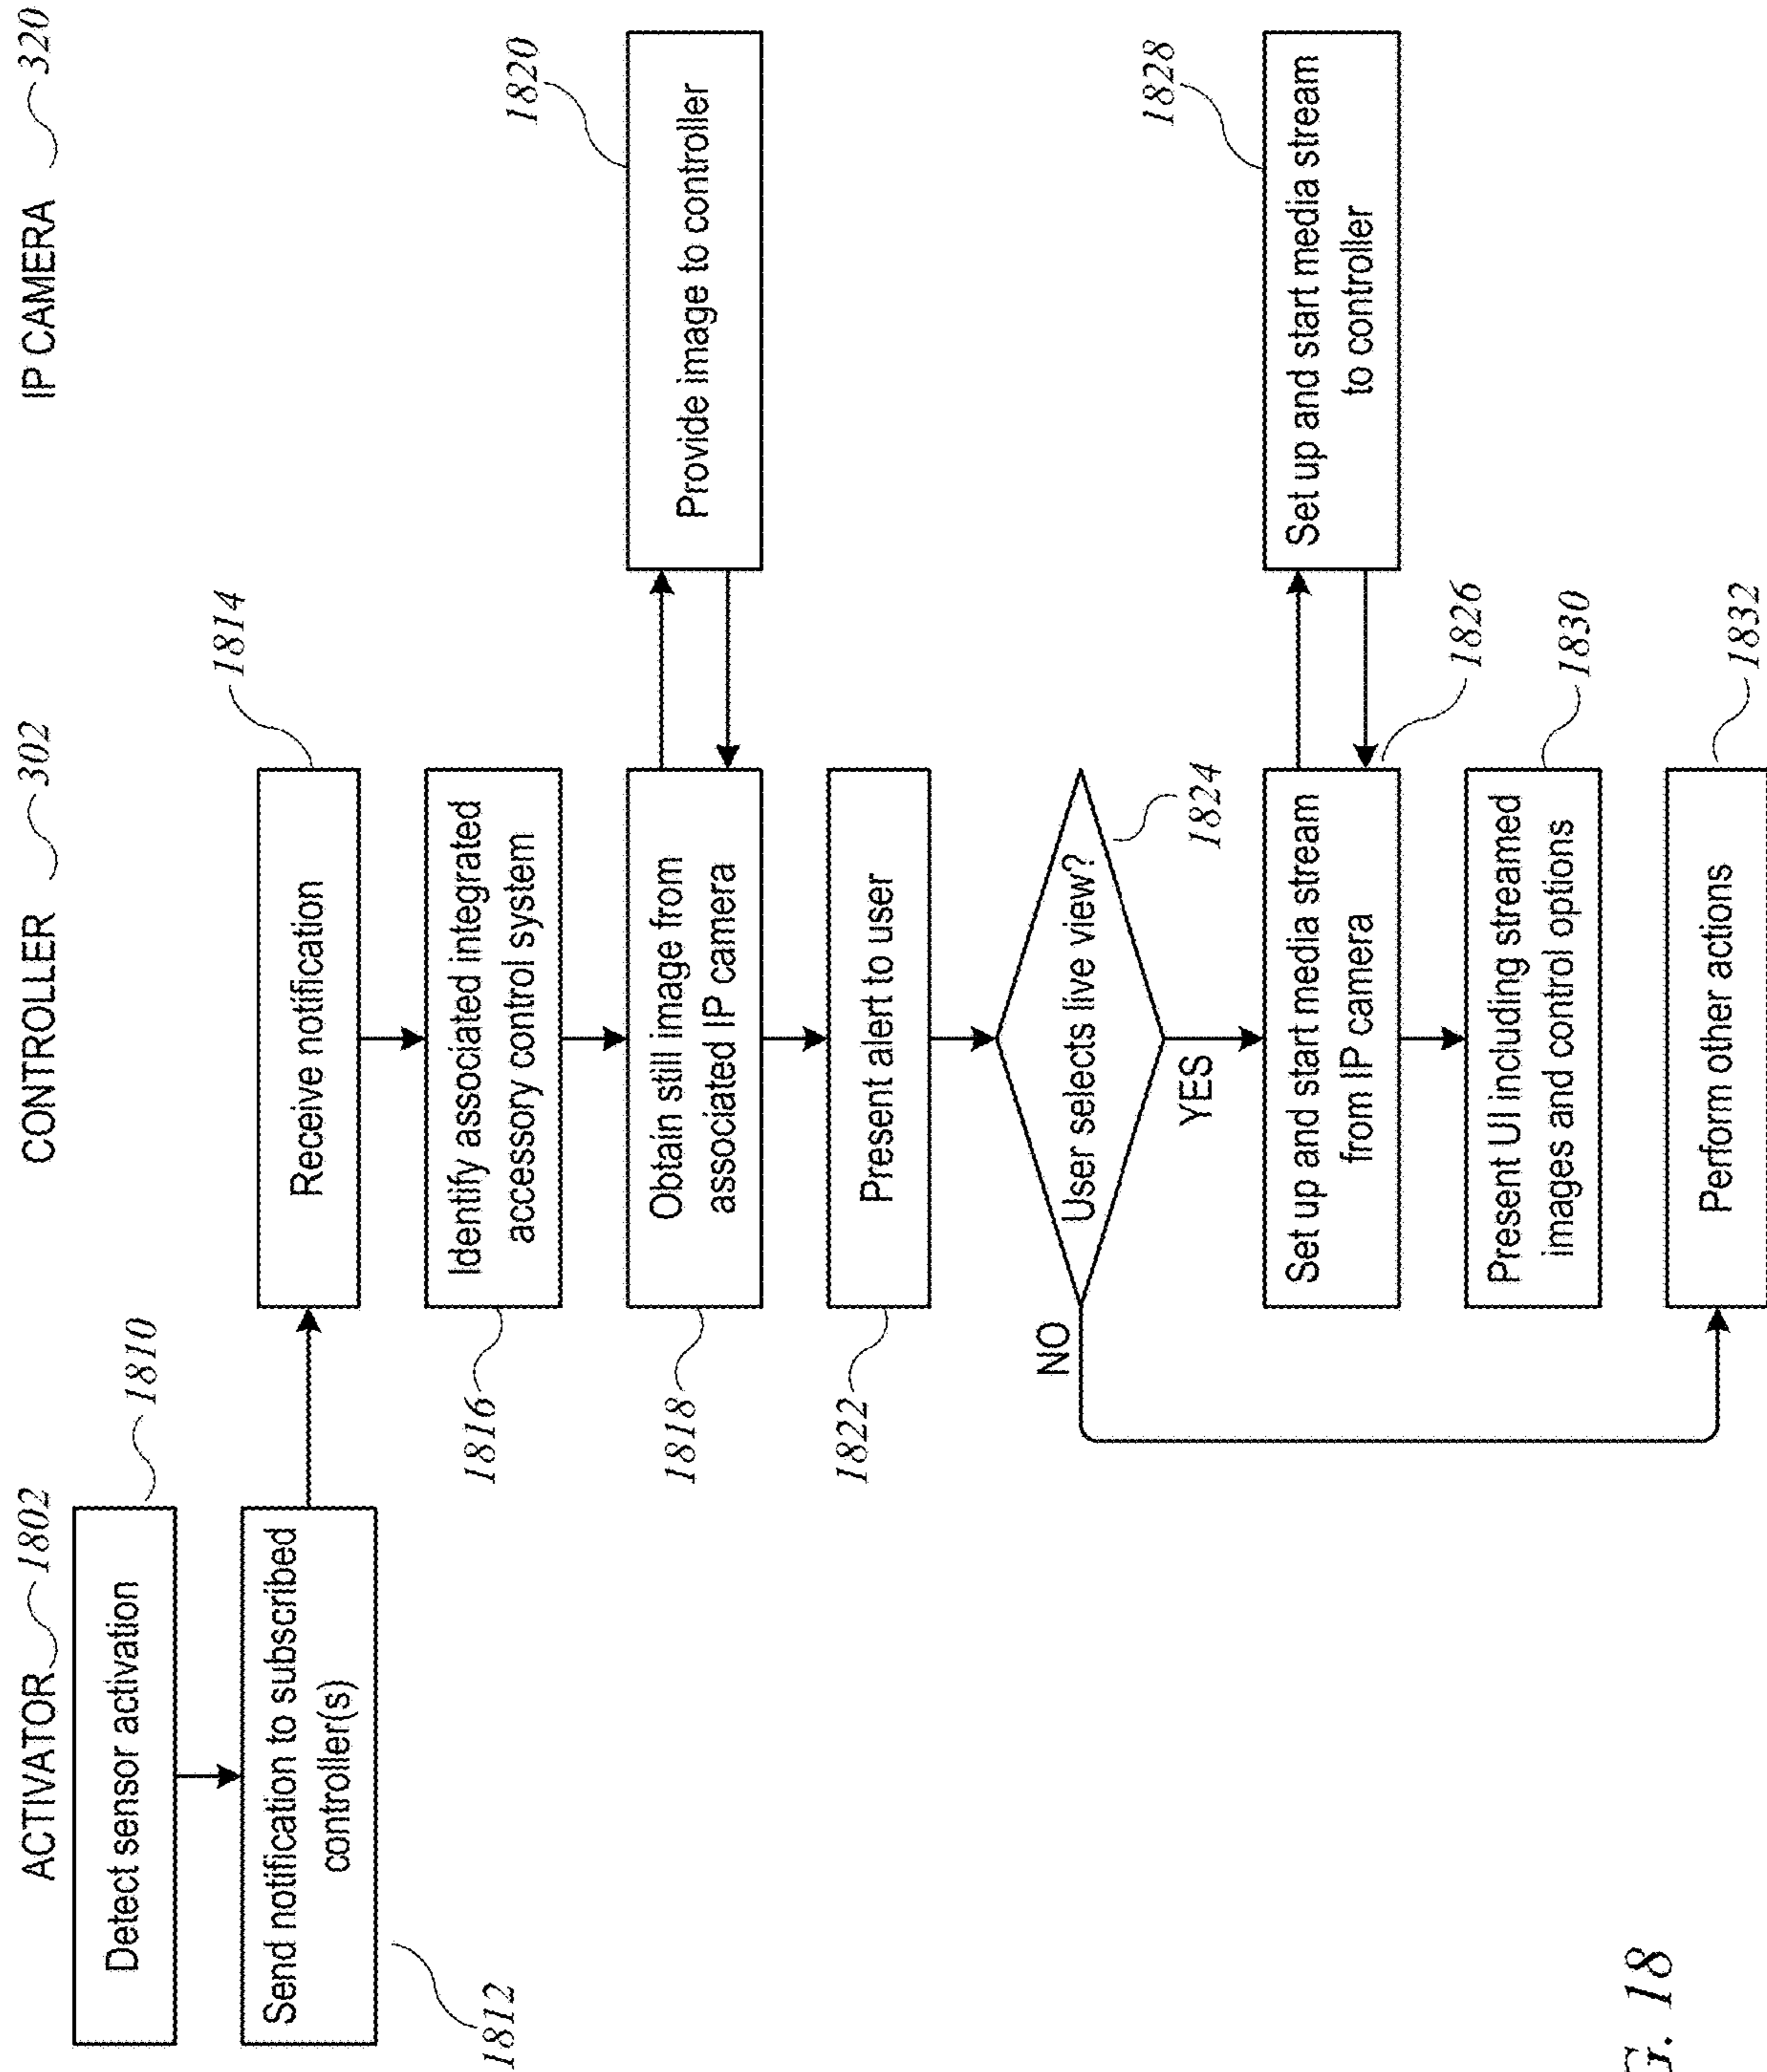 ACTIVATOR 1802
CONTROLLER 302
IP CAMERA 320
Detect sensor activation
1810
Send notification to subscribed
controller(s)
1812
Receive notification
1814
Identify associated integrated
accessory control system
1816
Obtain still image from
associated IP camera
1818
Provide image to controller
1820
Present alert to user
1822
User selects live view?
1824
NO
YES
Set up and start media stream
from IP camera
1826
Set up and start media stream
to controller
1828
Present UI including streamed
images and control options
1830
Perform other actions
1832
18